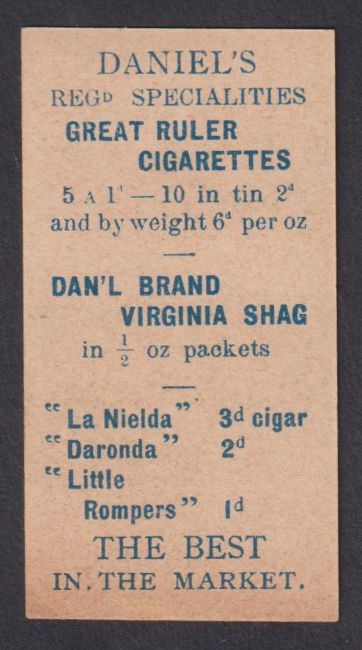 DANIEL'S
REGᴰ SPECIALITIES
GREAT RULER
CIGARETTES
5 A 1ᵈ — 10 in tin 2ᵈ
and by weight 6ᵈ per oz
DAN'L BRAND
VIRGINIA SHAG
in ½ oz packets
"La Nielda" 3ᵈ cigar
"Daronda" 2ᵈ
"Little
Rompers" 1ᵈ
THE BEST
IN. THE MARKET.